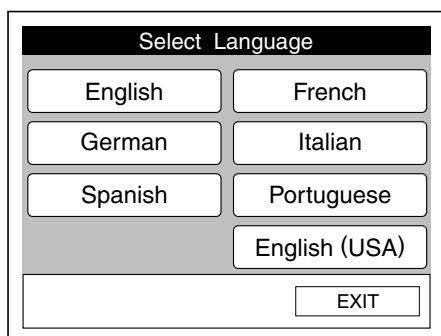 Select Language
English
French
German
Italian
Spanish
Portuguese
English (USA)
EXIT